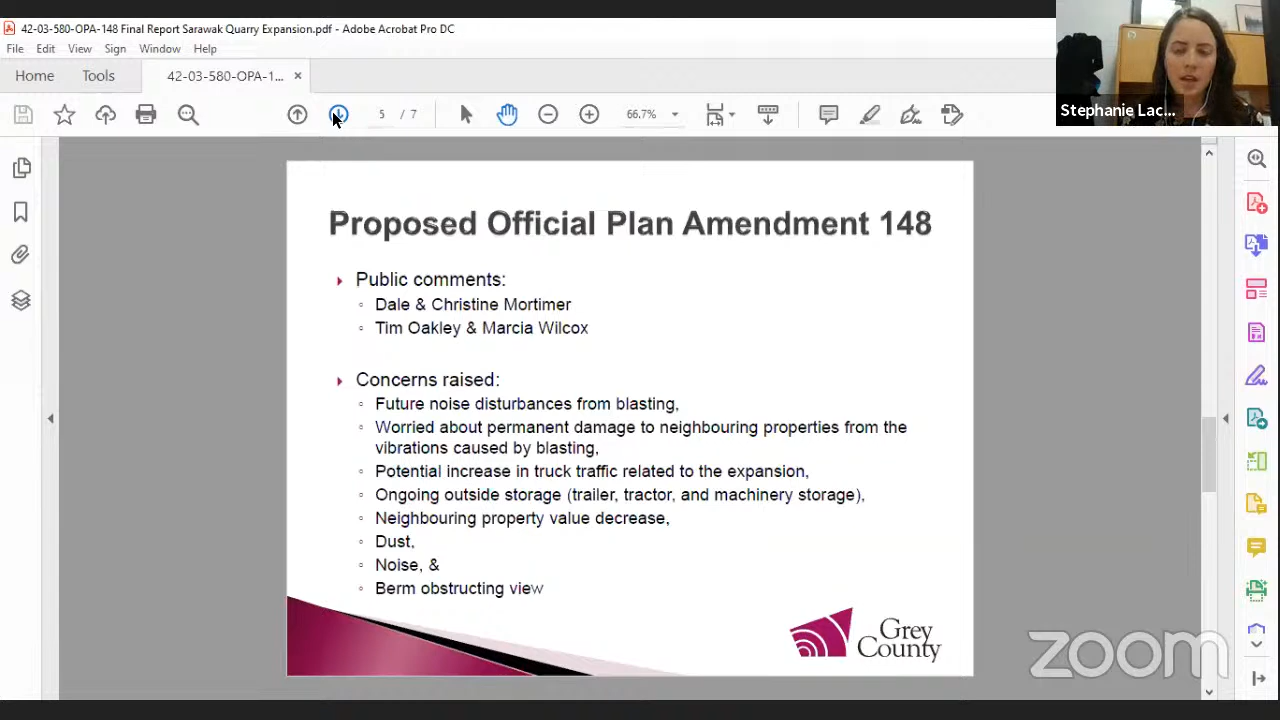 42-03-580-OPA-148 Final Report Sarawak Quarry Expansion.pdf - Adobe Acrobat Pro DC
File Edit View Sign Window Help
Home Tools 42-03-580-OPA-1... ×
5 / 7 66.7%
Stephanie Lac...
Proposed Official Plan Amendment 148
Public comments:
Dale & Christine Mortimer
Tim Oakley & Marcia Wilcox
Concerns raised:
Future noise disturbances from blasting,
Worried about permanent damage to neighbouring properties from the
vibrations caused by blasting,
Potential increase in truck traffic related to the expansion,
Ongoing outside storage (trailer, tractor, and machinery storage),
Neighbouring property value decrease,
Dust,
Noise, &
Berm obstructing view
Grey
County
zoom